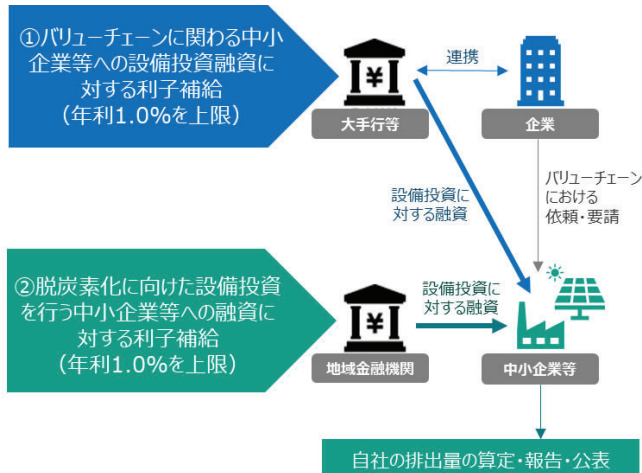 ①バリューチェーンに関わる中小
企業等への設備投資融資に
対する利子補給
（年利1.0%を上限）
¥
連携
大手行等
企業
設備投資に
対する融資
バリューチェーン
における
依頼・要請
②脱炭素化に向けた設備投資
を行う中小企業等への融資に
対する利子補給
（年利1.0%を上限）
¥
設備投資に
対する融資
地域金融機関
中小企業等
自社の排出量の算定・報告・公表